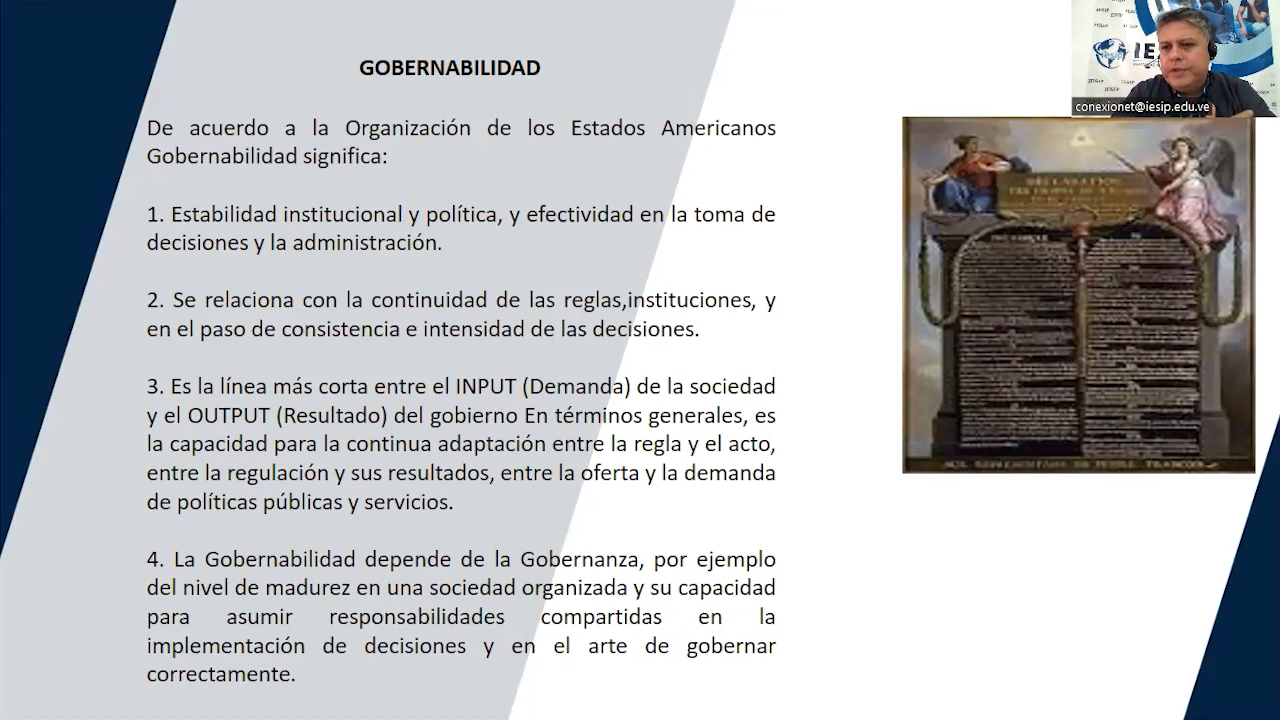 GOBERNABILIDAD
De acuerdo a la Organización de los Estados Americanos
Gobernabilidad significa:
1. Estabilidad institucional y política, y efectividad en la toma de
decisiones y la administración.
2. Se relaciona con la continuidad de las reglas,instituciones, y
en el paso de consistencia e intensidad de las decisiones.
3. Es la línea más corta entre el INPUT (Demanda) de la sociedad
y el OUTPUT (Resultado) del gobierno En términos generales, es
la capacidad para la continua adaptación entre la regla y el acto,
entre la regulación y sus resultados, entre la oferta y la demanda
de políticas públicas y servicios.
4. La Gobernabilidad depende de la Gobernanza, por ejemplo
del nivel de madurez en una sociedad organizada y su capacidad
para asumir responsabilidades compartidas en la
implementación de decisiones y en el arte de gobernar
correctamente.
conexionet@iesip.edu.ve